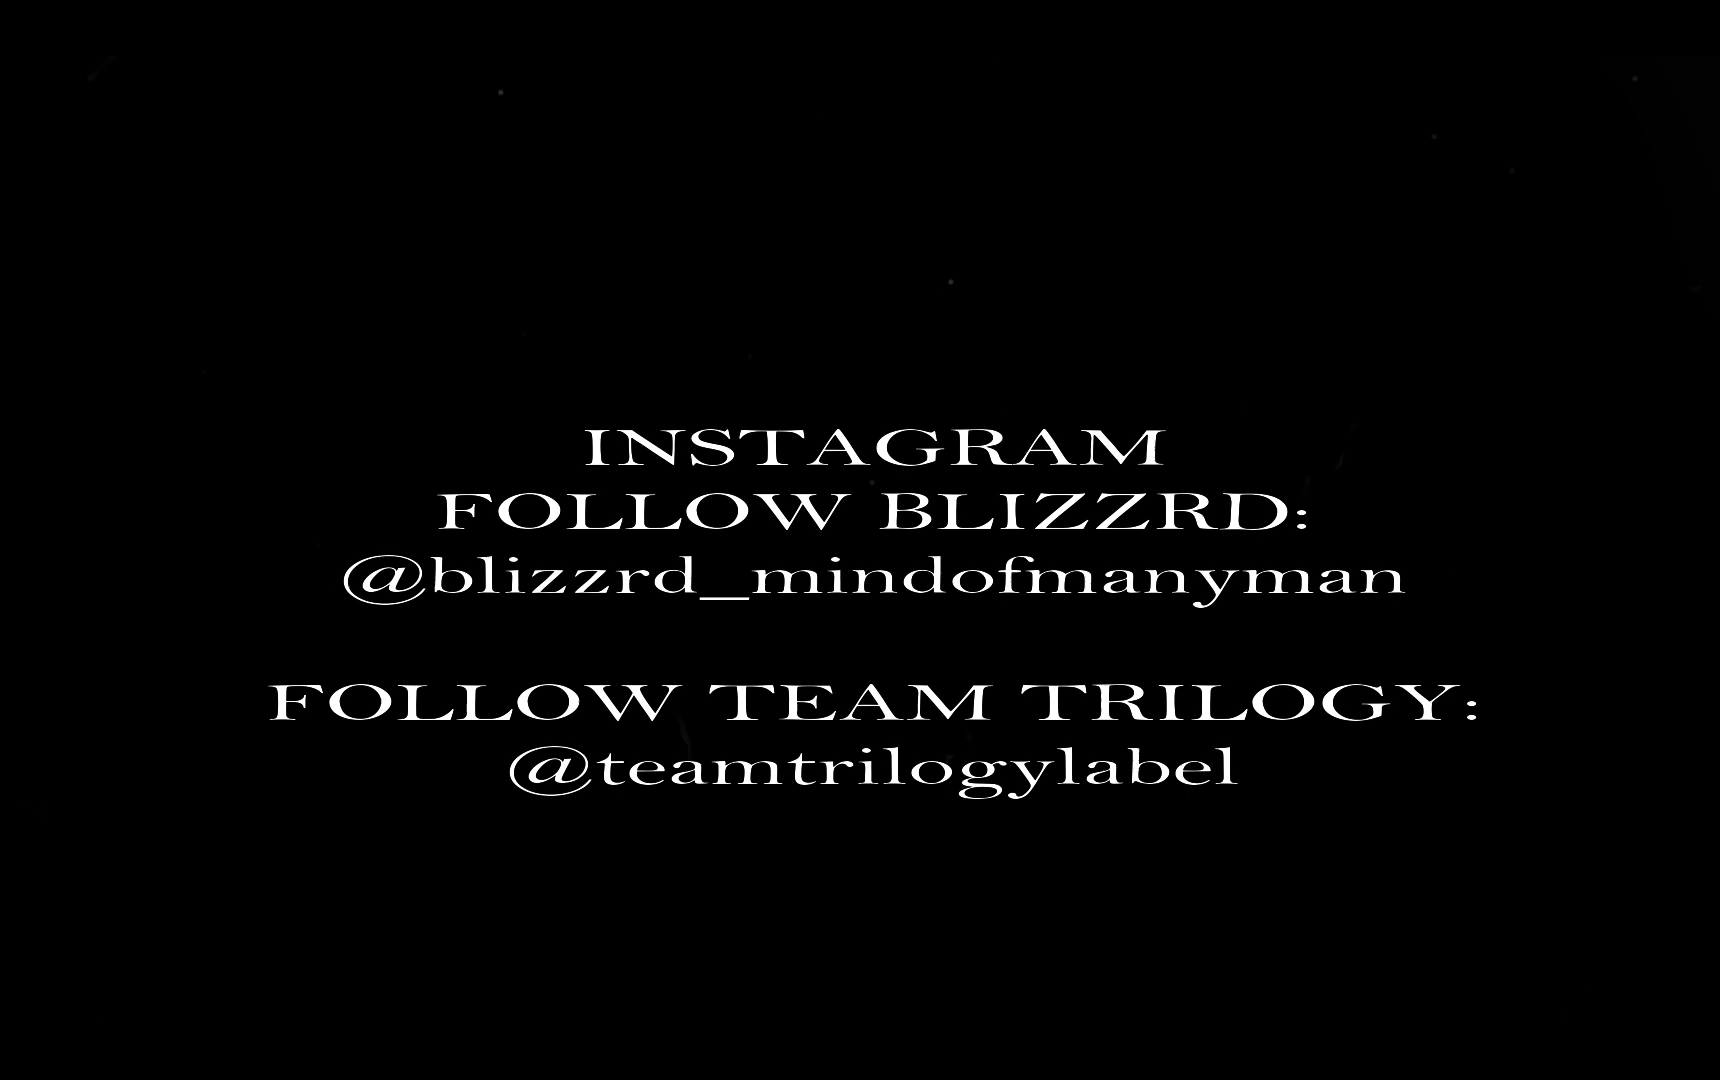 INSTAGRAM
FOLLOW BLIZZRD:
@blizzrd_mindofmanyman
FOLLOW TEAM TRILOGY:
@teamtrilogylabel